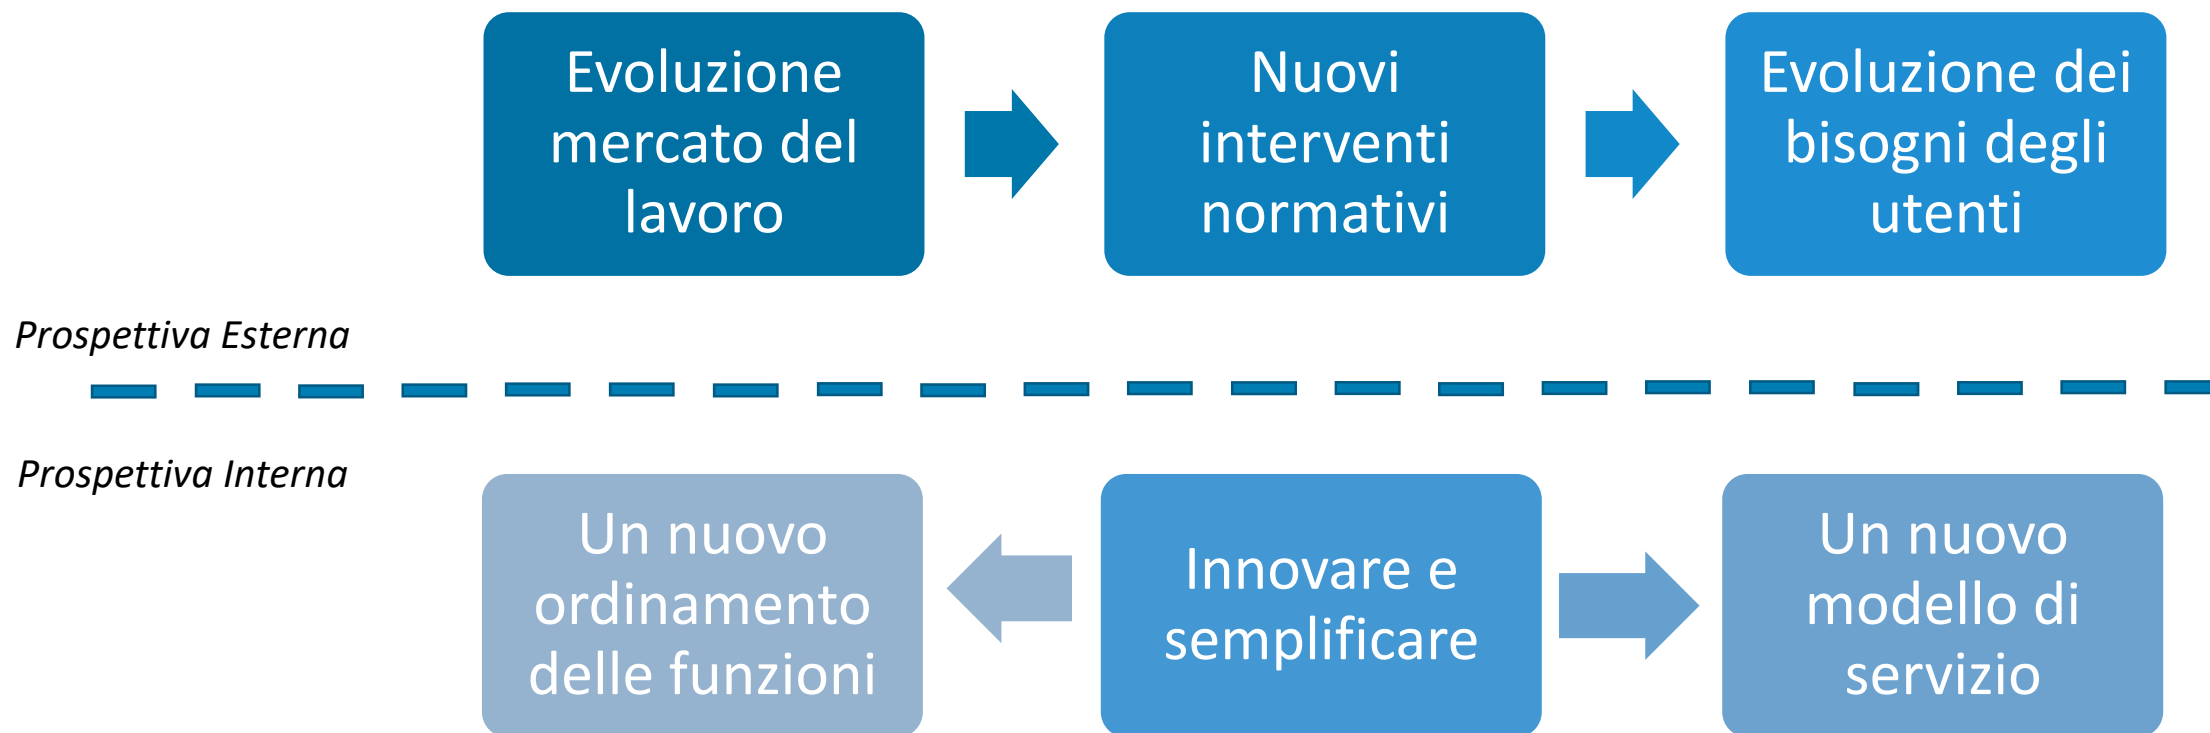 Evoluzione
mercato del
lavoro
Nuovi
interventi
normativi
Evoluzione dei
bisogni degli
utenti
Prospettiva Esterna
Prospettiva Interna
Un nuovo
ordinamento
delle funzioni
Innovare e
semplificare
Un nuovo
modello di
servizio